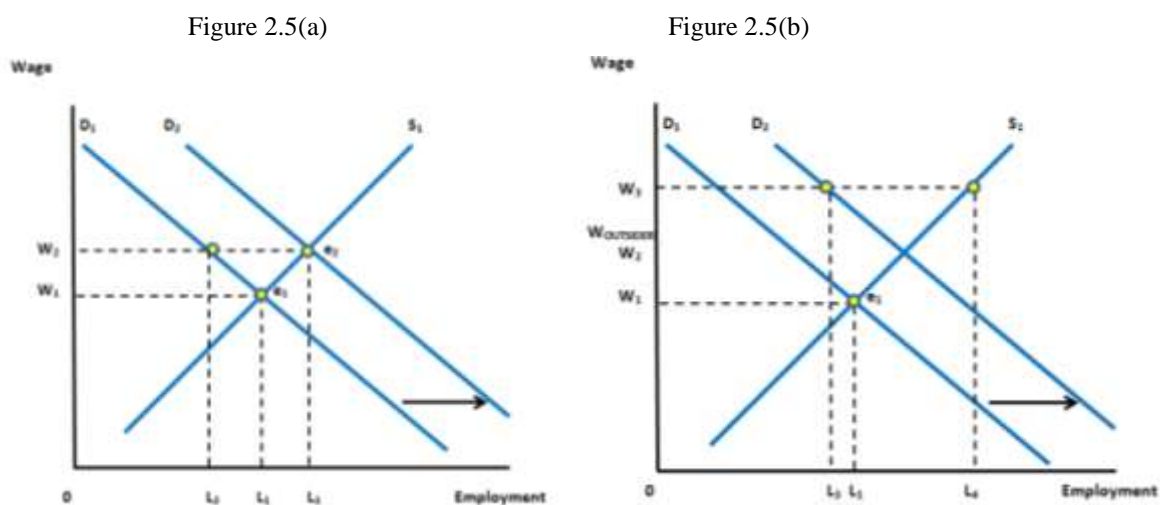 Figure 2.5(a)
Wage
D₁ D₂ S₁
W₂ e₂
W₁ e₁
0 L₂ L₁ L₃ Employment
Figure 2.5(b)
Wage
D₁ D₂ S₁
W₃
W_OUTSIDER
W₂
W₁ e₁
0 L₃ L₁ L₄ Employment